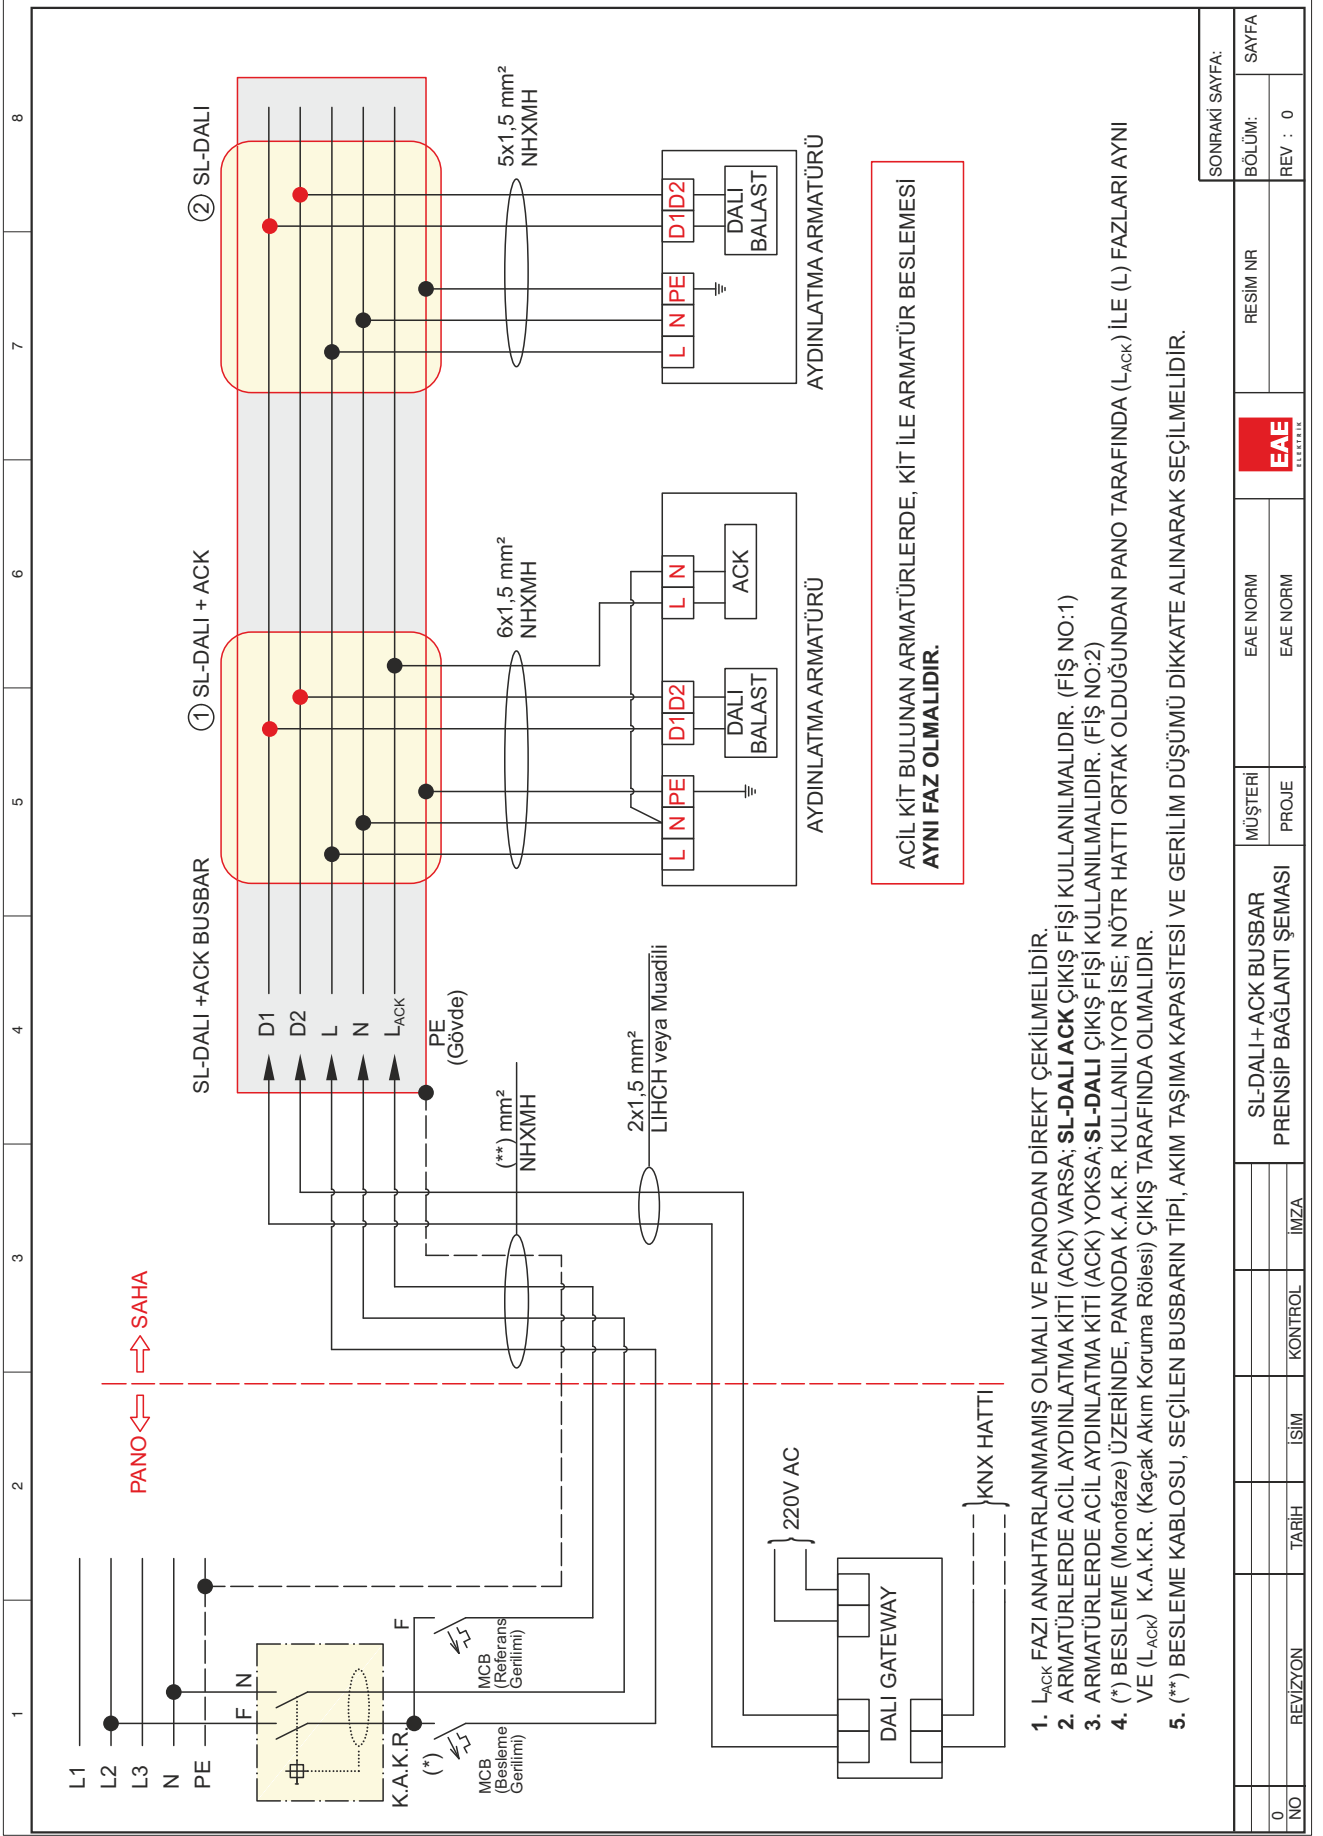 1
2
3
4
5
6
7
8
PANO
SAHA
L1
L2
L3
N
PE
F
N
K.A.K.R.
(*)
F
MCB
(Besleme
Gerilimi)
MCB
(Referans
Gerilimi)
SL-DALI +ACK BUSBAR
D1
D2
L
N
LACK
PE
(Gövde)
(**) mm²
NHXMH
2x1,5 mm²
LIHCH veya Muadili
DALI GATEWAY
220V AC
KNX HATTI
1 SL-DALI + ACK
6x1,5 mm²
NHXMH
L N PE D1 D2 L N
DALI
BALAST
ACK
AYDINLATMA ARMATÜRÜ
2 SL-DALI
5x1,5 mm²
NHXMH
L N PE D1 D2
DALI
BALAST
AYDINLATMA ARMATÜRÜ
ACİL KİT BULUNAN ARMATÜRLERDE, KİT İLE ARMATÜR BESLEMESİ
AYNI FAZ OLMALIDIR.
1. LACK FAZI ANAHTARLANMAMIŞ OLMALI VE PANODAN DİREKT ÇEKİLMELİDİR.
2. ARMATÜRLERDE ACİL AYDINLATMA KİTİ (ACK) VARSA; SL-DALI ACK ÇIKIŞ FİŞİ KULLANILMALIDIR. (FİŞ NO:1)
3. ARMATÜRLERDE ACİL AYDINLATMA KİTİ (ACK) YOKSA; SL-DALI ÇIKIŞ FİŞİ KULLANILMALIDIR. (FİŞ NO:2)
4. (*) BESLEME (Monofaze) ÜZERİNDE, PANODA K.A.K.R. KULLANILIYOR İSE; NÖTR HATTI ORTAK OLDUĞUNDAN PANO TARAFINDA (LACK) İLE (L) FAZLARI AYNI
VE (LACK) K.A.K.R. (Kaçak Akım Koruma Rölesi) ÇIKIŞ TARAFINDA OLMALIDIR.
5. (**) BESLEME KABLOSU, SEÇİLEN BUSBARIN TİPİ, AKIM TAŞIMA KAPASİTESİ VE GERİLİM DÜŞÜMÜ DİKKATE ALINARAK SEÇİLMELİDİR.
SONRAKİ SAYFA:
0
NO
REVİZYON
TARİH
İSİM
KONTROL
İMZA
SL-DALI+ ACK BUSBAR
PRENSİP BAĞLANTI ŞEMASI
MÜŞTERİ
EAE NORM
PROJE
EAE NORM
EAE
ELEKTRİK
RESİM NR
BÖLÜM:
SAYFA
REV : 0